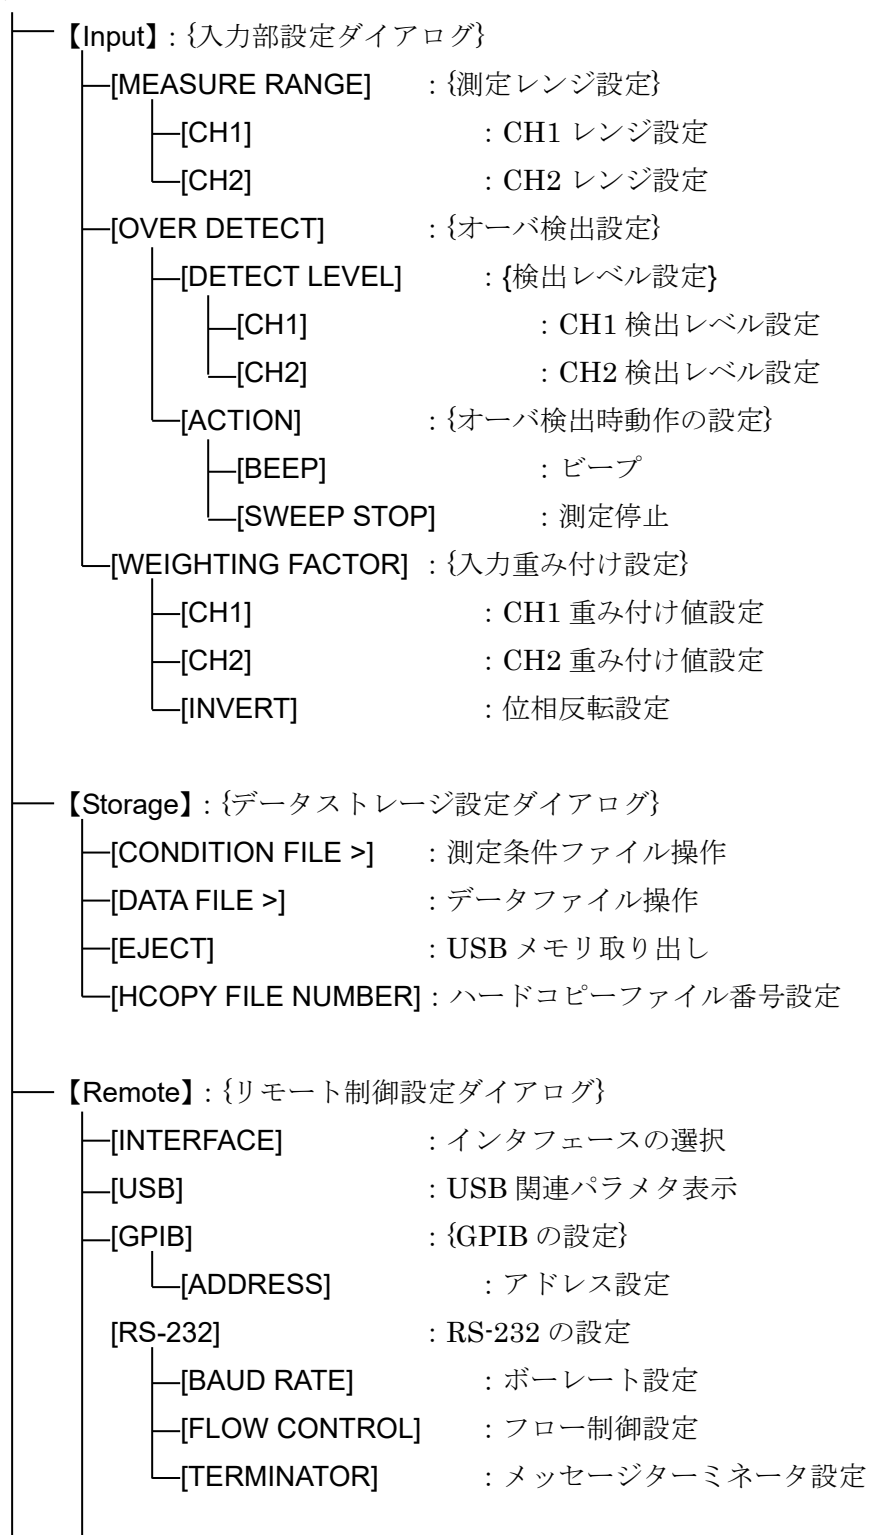 【Input】:{入力部設定ダイアログ}
[MEASURE RANGE] :{測定レンジ設定}
[CH1] :CH1 レンジ設定
[CH2] :CH2 レンジ設定
[OVER DETECT] :{オーバ検出設定}
[DETECT LEVEL] :{検出レベル設定}
[CH1] :CH1 検出レベル設定
[CH2] :CH2 検出レベル設定
[ACTION] :{オーバ検出時動作の設定}
[BEEP] :ビープ
[SWEEP STOP] :測定停止
[WEIGHTING FACTOR] :{入力重み付け設定}
[CH1] :CH1 重み付け値設定
[CH2] :CH2 重み付け値設定
[INVERT] :位相反転設定
【Storage】:{データストレージ設定ダイアログ}
[CONDITION FILE >] :測定条件ファイル操作
[DATA FILE >] :データファイル操作
[EJECT] :USB メモリ取り出し
[HCOPY FILE NUMBER] :ハードコピーファイル番号設定
【Remote】:{リモート制御設定ダイアログ}
[INTERFACE] :インタフェースの選択
[USB] :USB 関連パラメタ表示
[GPIB] :{GPIB の設定}
[ADDRESS] :アドレス設定
[RS-232] :RS-232 の設定
[BAUD RATE] :ボーレート設定
[FLOW CONTROL] :フロー制御設定
[TERMINATOR] :メッセージターミネータ設定